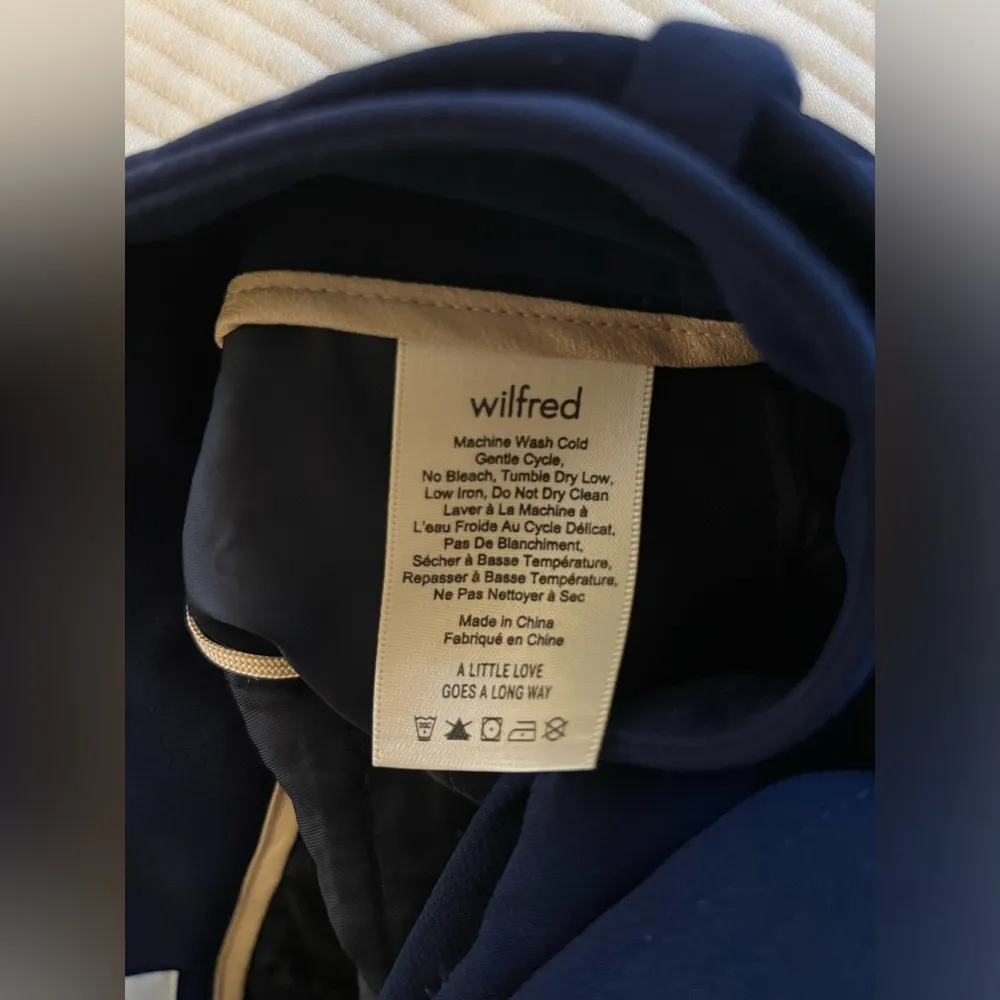 wilfred
Machine Wash Cold
Gentle Cycle,
No Bleach, Tumble Dry Low,
Low Iron, Do Not Dry Clean
Laver à La Machine à
L'eau Froide Au Cycle Délicat,
Pas De Blanchiment,
Sécher à Basse Température,
Repasser à Basse Température,
Ne Pas Nettoyer à Sec
Made in China
Fabriqué en Chine
A LITTLE LOVE
GOES A LONG WAY